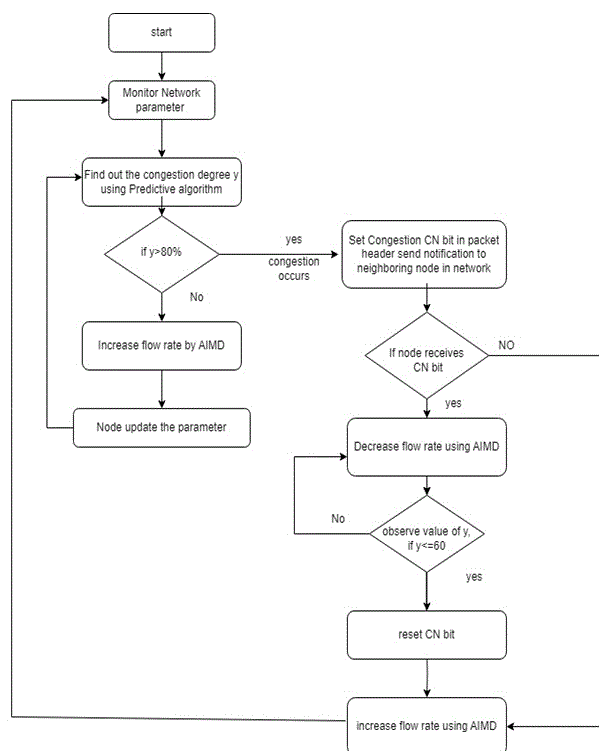 start
Monitor Network
parameter
Find out the congestion degree y
using Predictive algorithm
if y>80%
yes
congestion
occurs
No
Increase flow rate by AIMD
Node update the parameter
Set Congestion CN bit in packet
header send notification to
neighboring node in network
If node receives
CN bit
NO
yes
Decrease flow rate using AIMD
No
observe value of y,
if y<=60
yes
reset CN bit
increase flow rate using AIMD